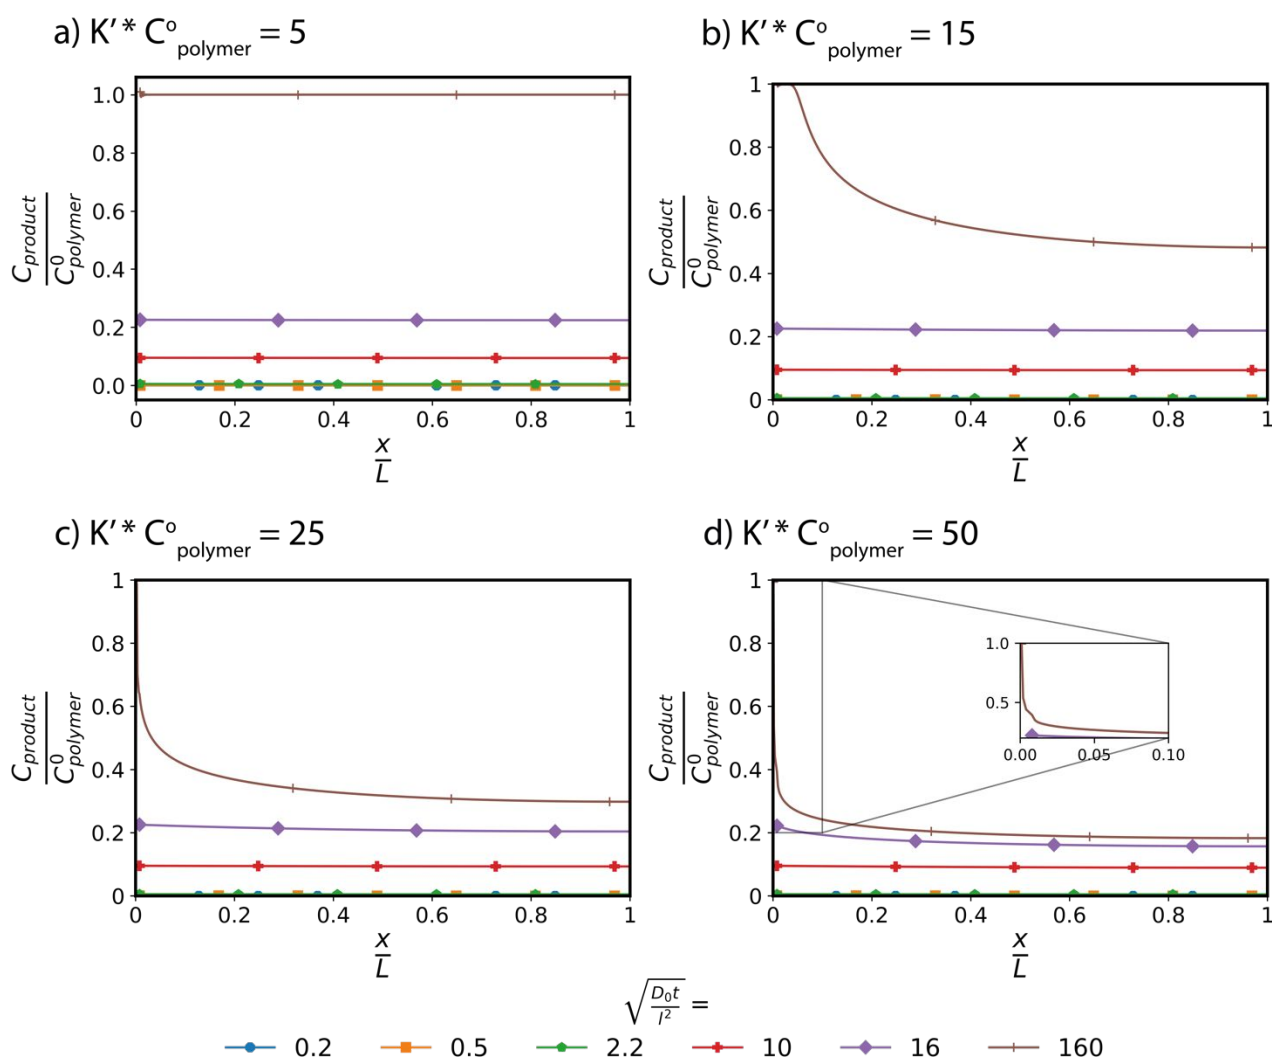 a) K′ * C°polymer = 5
1.0
0.8
0.6
0.4
0.2
0.0
Cproduct
C⁰polymer
0 0.2 0.4 0.6 0.8 1
x
L
b) K′ * C°polymer = 15
1
0.8
0.6
0.4
0.2
0
Cproduct
C⁰polymer
0 0.2 0.4 0.6 0.8 1
x
L
c) K′ * C°polymer = 25
1
0.8
0.6
0.4
0.2
0
Cproduct
C⁰polymer
0 0.2 0.4 0.6 0.8 1
x
L
d) K′ * C°polymer = 50
1
0.8
0.6
0.4
0.2
0
Cproduct
C⁰polymer
1.0
0.5
0.00 0.05 0.10
0 0.2 0.4 0.6 0.8 1
x
L
√(D₀t / l²) =
0.2 0.5 2.2 10 16 160